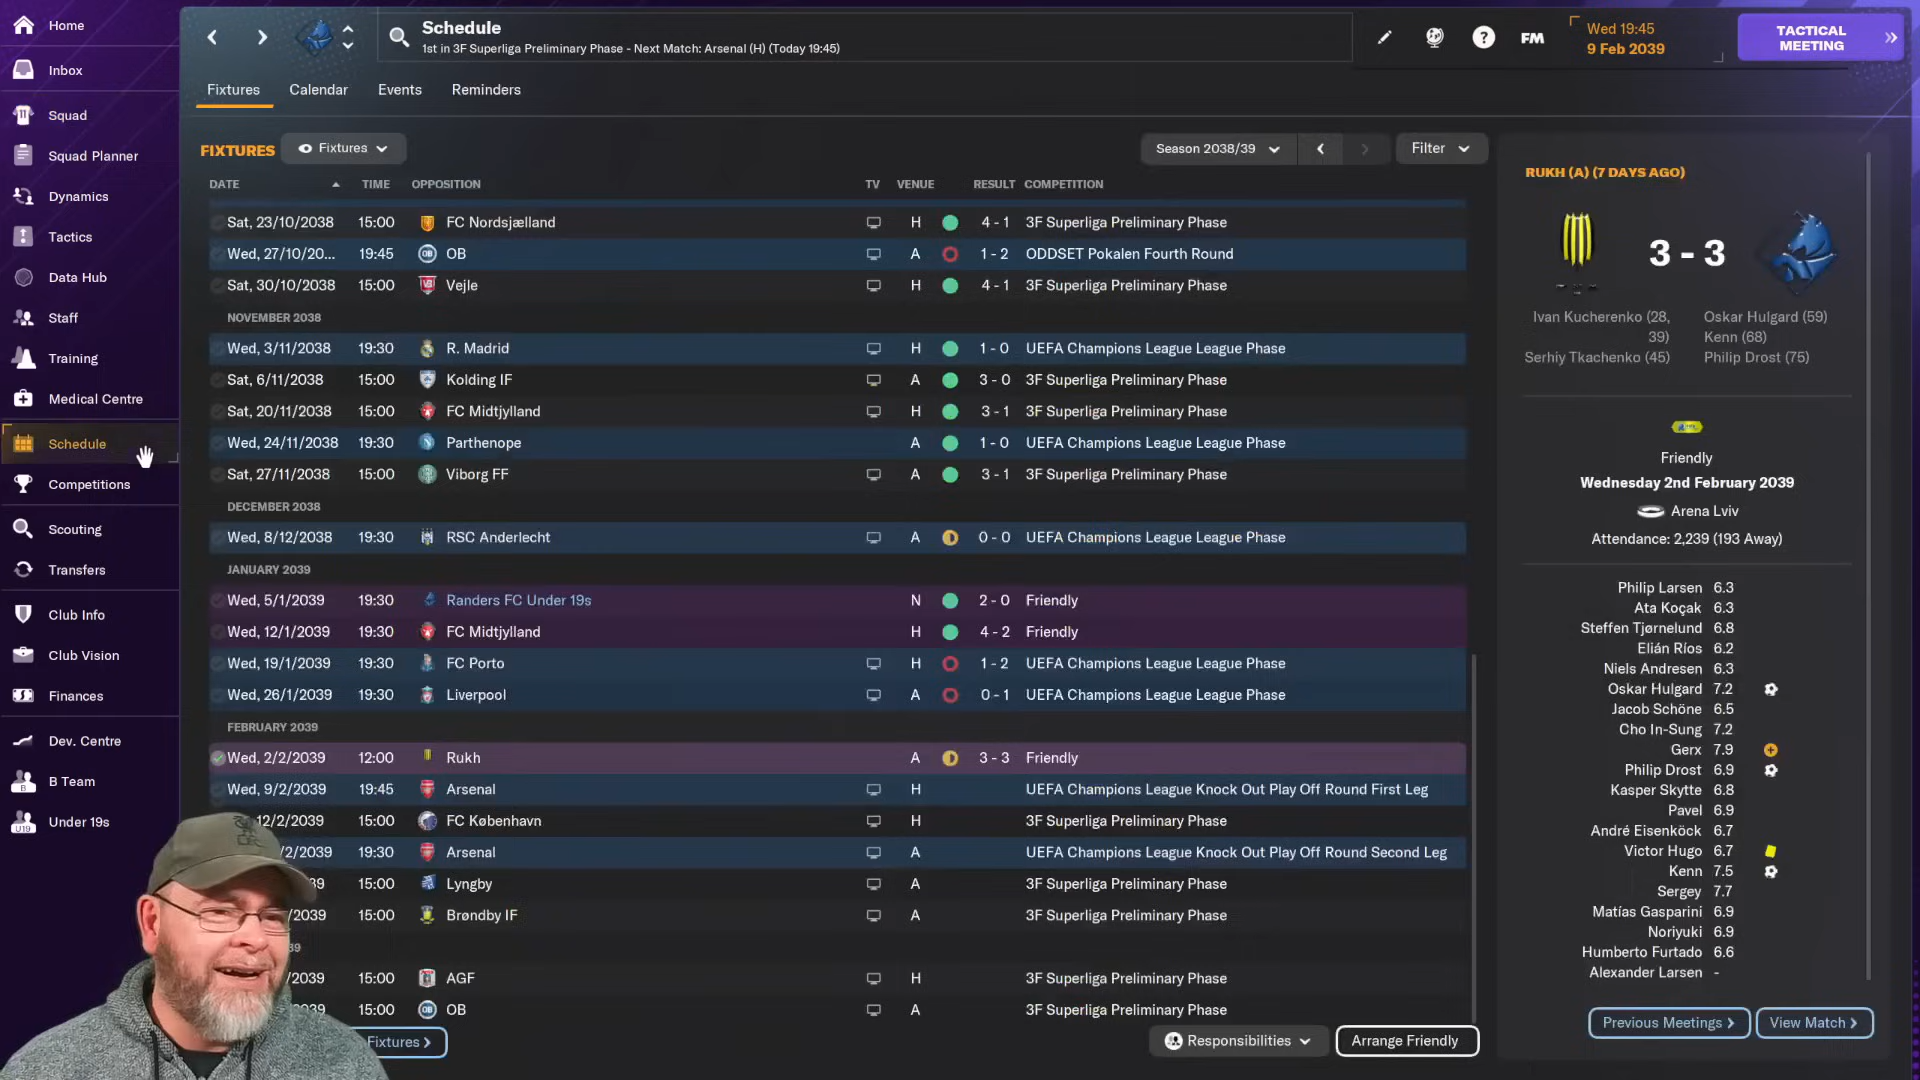 Home
Inbox
Squad
Squad Planner
Dynamics
Tactics
Data Hub
Staff
Training
Medical Centre
Schedule
Competitions
Scouting
Transfers
Club Info
Club Vision
Finances
Dev. Centre
B Team
Under 19s
Schedule
1st in 3F Superliga Preliminary Phase - Next Match: Arsenal (H) (Today 19:45)
? FM
Wed 19:45
9 Feb 2039
TACTICAL MEETING
Fixtures Calendar Events Reminders
FIXTURES Fixtures Season 2038/39 Filter
DATE TIME OPPOSITION TV VENUE RESULT COMPETITION
Sat, 23/10/2038 15:00 FC Nordsjælland H 4 - 1 3F Superliga Preliminary Phase
Wed, 27/10/20... 19:45 OB A 1 - 2 ODDSET Pokalen Fourth Round
Sat, 30/10/2038 15:00 Vejle H 4 - 1 3F Superliga Preliminary Phase
NOVEMBER 2038
Wed, 3/11/2038 19:30 R. Madrid H 1 - 0 UEFA Champions League League Phase
Sat, 6/11/2038 15:00 Kolding IF A 3 - 0 3F Superliga Preliminary Phase
Sat, 20/11/2038 15:00 FC Midtjylland H 3 - 1 3F Superliga Preliminary Phase
Wed, 24/11/2038 19:30 Parthenope A 1 - 0 UEFA Champions League League Phase
Sat, 27/11/2038 15:00 Viborg FF A 3 - 1 3F Superliga Preliminary Phase
DECEMBER 2038
Wed, 8/12/2038 19:30 RSC Anderlecht A 0 - 0 UEFA Champions League League Phase
JANUARY 2039
Wed, 5/1/2039 19:30 Randers FC Under 19s N 2 - 0 Friendly
Wed, 12/1/2039 19:30 FC Midtjylland H 4 - 2 Friendly
Wed, 19/1/2039 19:30 FC Porto H 1 - 2 UEFA Champions League League Phase
Wed, 26/1/2039 19:30 Liverpool A 0 - 1 UEFA Champions League League Phase
FEBRUARY 2039
Wed, 2/2/2039 12:00 Rukh A 3 - 3 Friendly
Wed, 9/2/2039 19:45 Arsenal H UEFA Champions League Knock Out Play Off Round First Leg
12/2/2039 15:00 FC København H 3F Superliga Preliminary Phase
/2/2039 19:30 Arsenal A UEFA Champions League Knock Out Play Off Round Second Leg
39 15:00 Lyngby A 3F Superliga Preliminary Phase
/2039 15:00 Brøndby IF A 3F Superliga Preliminary Phase
39
/2039 15:00 AGF H 3F Superliga Preliminary Phase
39 15:00 OB A 3F Superliga Preliminary Phase
Fixtures
Responsibilities
Arrange Friendly
RUKH (A) (7 DAYS AGO)
3 - 3
Ivan Kucherenko (28, 39)
Serhiy Tkachenko (45)
Oskar Hulgard (59)
Kenn (68)
Philip Drost (75)
Friendly
Wednesday 2nd February 2039
Arena Lviv
Attendance: 2,239 (193 Away)
Philip Larsen 6.3
Ata Koçak 6.3
Steffen Tjørnelund 6.8
Elián Ríos 6.2
Niels Andresen 6.3
Oskar Hulgard 7.2
Jacob Schöne 6.5
Cho In-Sung 7.2
Gerx 7.9
Philip Drost 6.9
Kasper Skytte 6.8
Pavel 6.9
André Eisenköck 6.7
Victor Hugo 6.7
Kenn 7.5
Sergey 7.7
Matías Gasparini 6.9
Noriyuki 6.9
Humberto Furtado 6.6
Alexander Larsen -
Previous Meetings
View Match